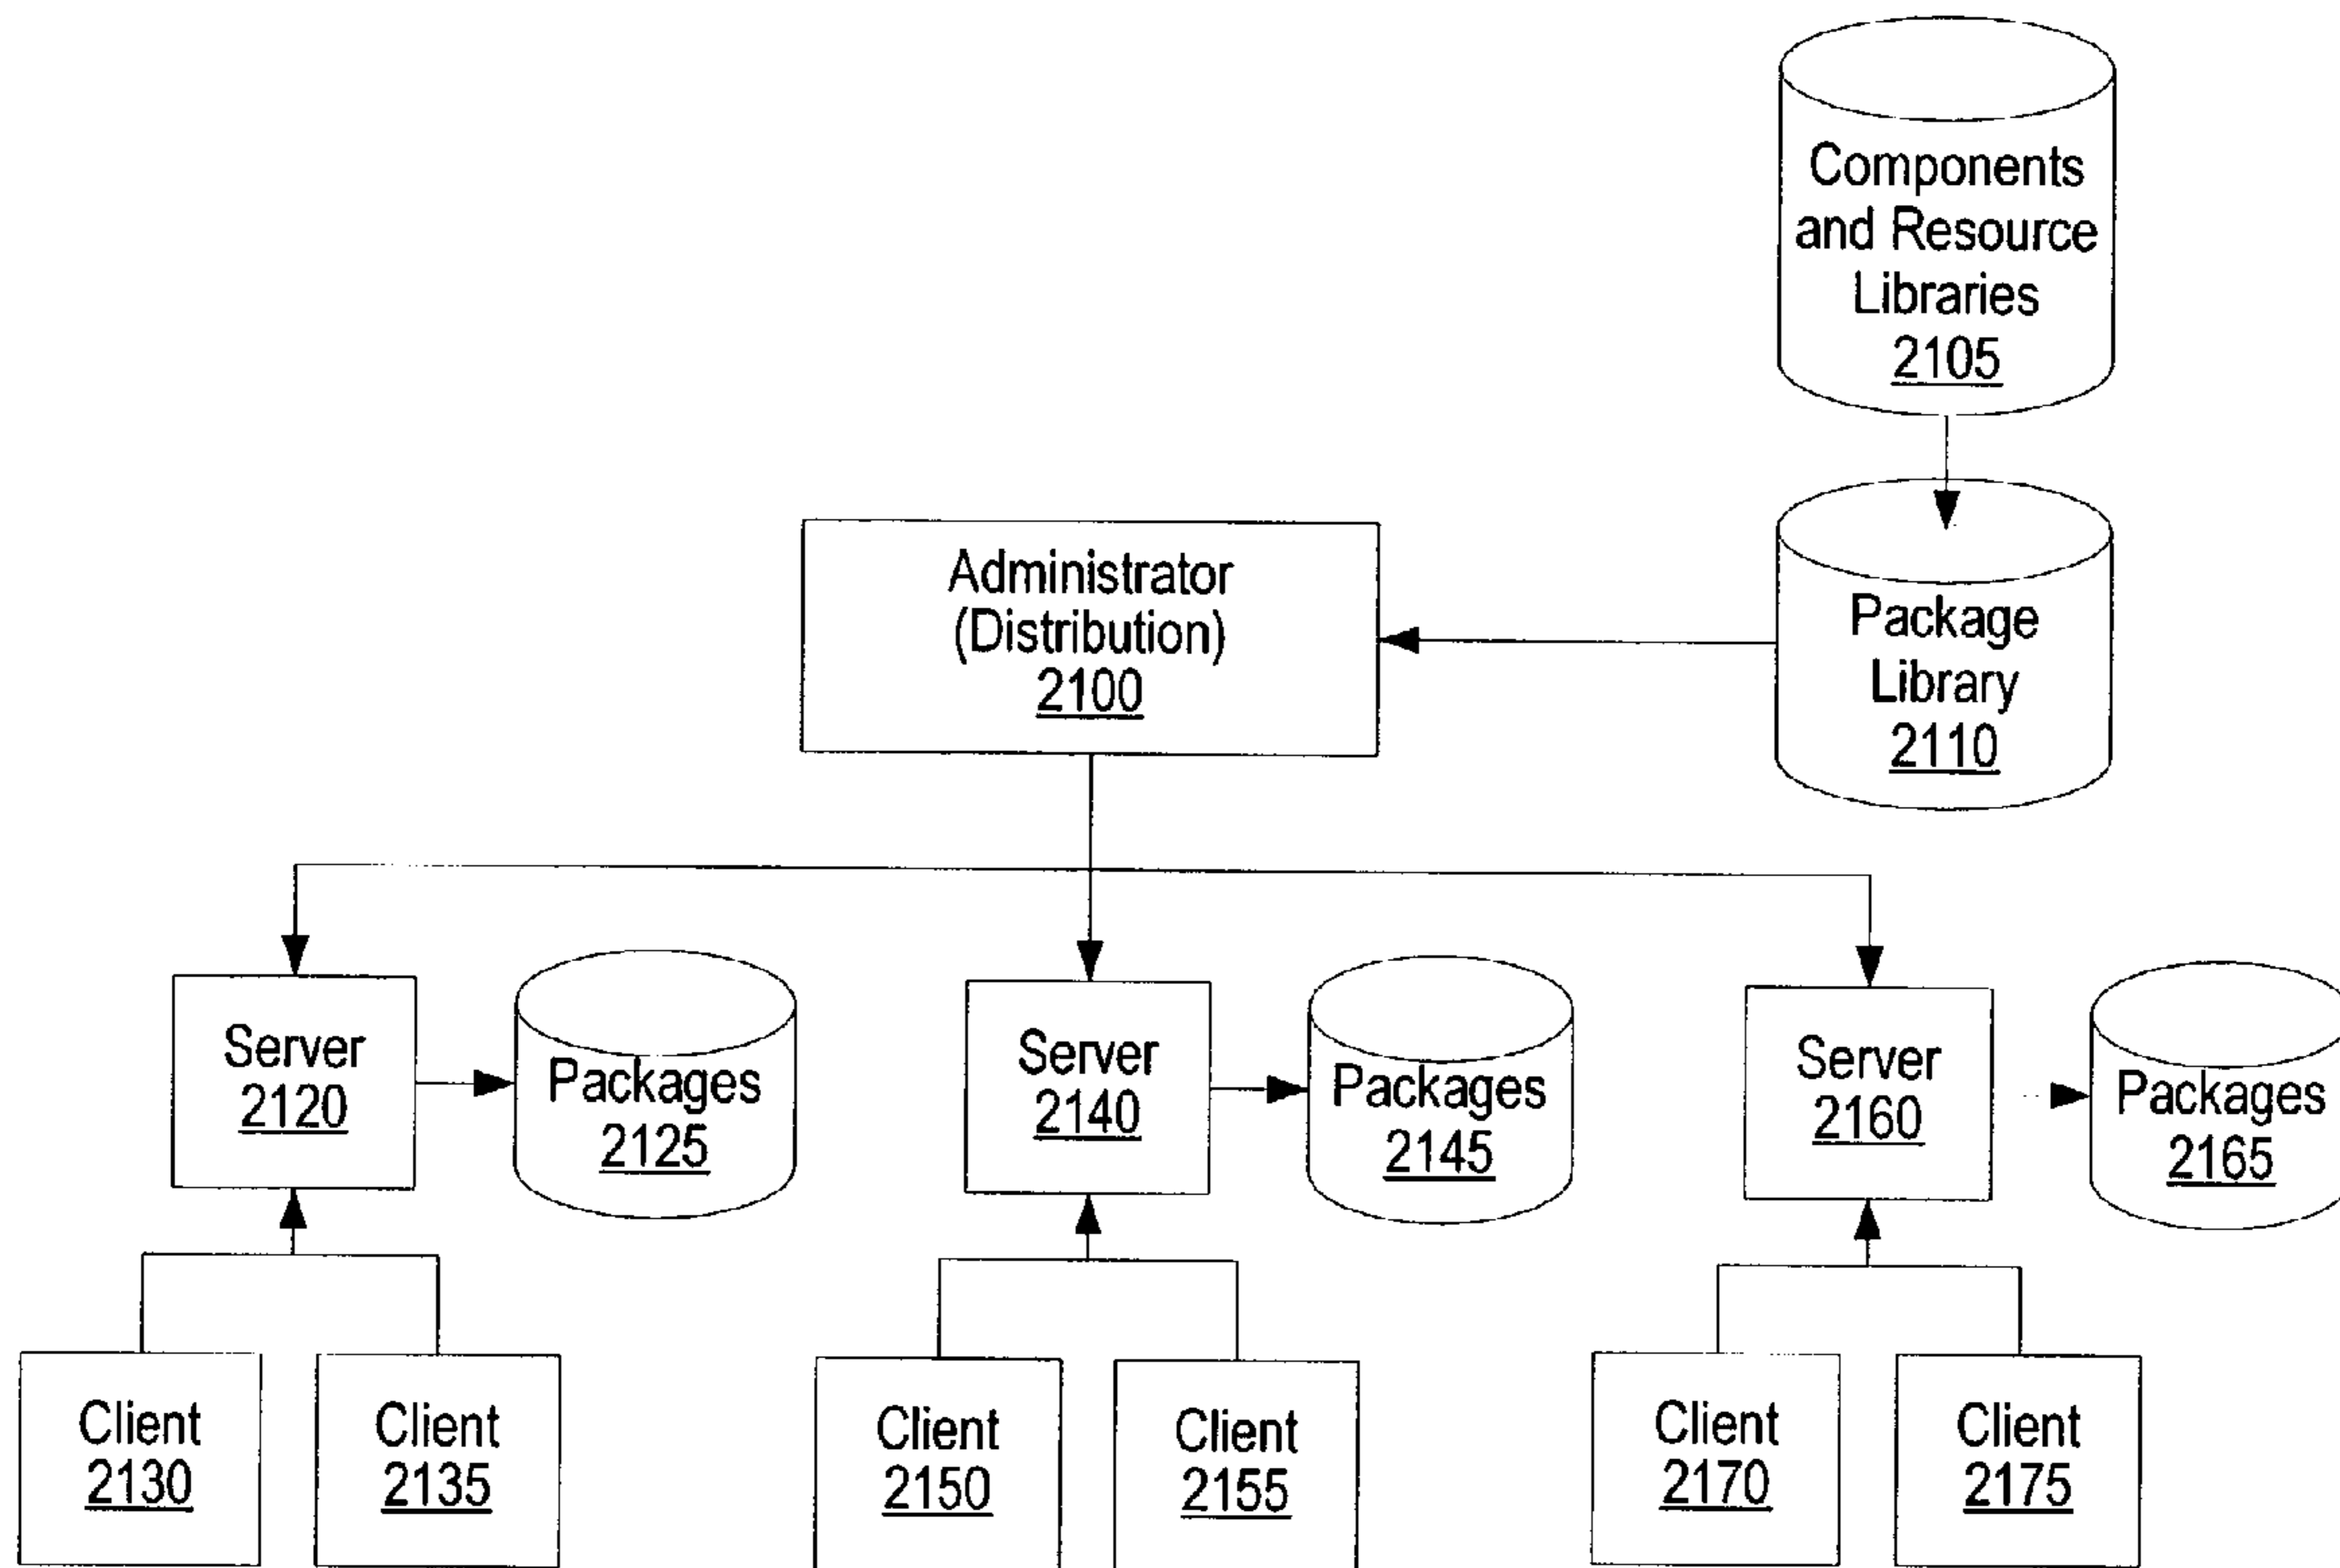 Components
and Resource
Libraries
2105
Administrator
(Distribution)
2100
Package
Library
2110
Server
2120
Packages
2125
Server
2140
Packages
2145
Server
2160
Packages
2165
Client
2130
Client
2135
Client
2150
Client
2155
Client
2170
Client
2175